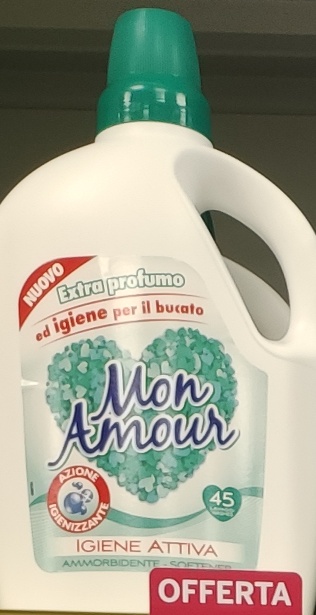 NUOVO
Extra profumo
ed igiene per il bucato
Mon
Amour
AZIONE
IGIENIZZANTE
45
IGIENE ATTIVA
AMMORBIDENTE - SOFTENER
OFFERTA